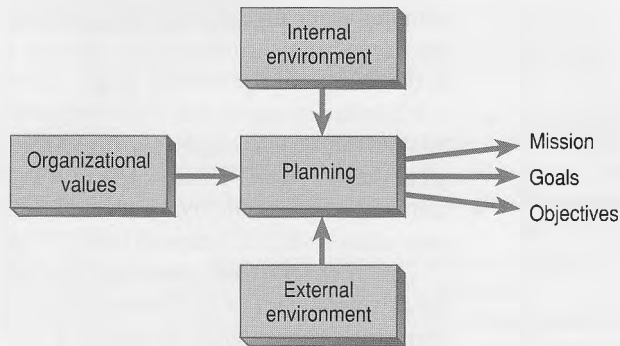 Internal
environment
Organizational
values
Planning
Mission
Goals
Objectives
External
environment